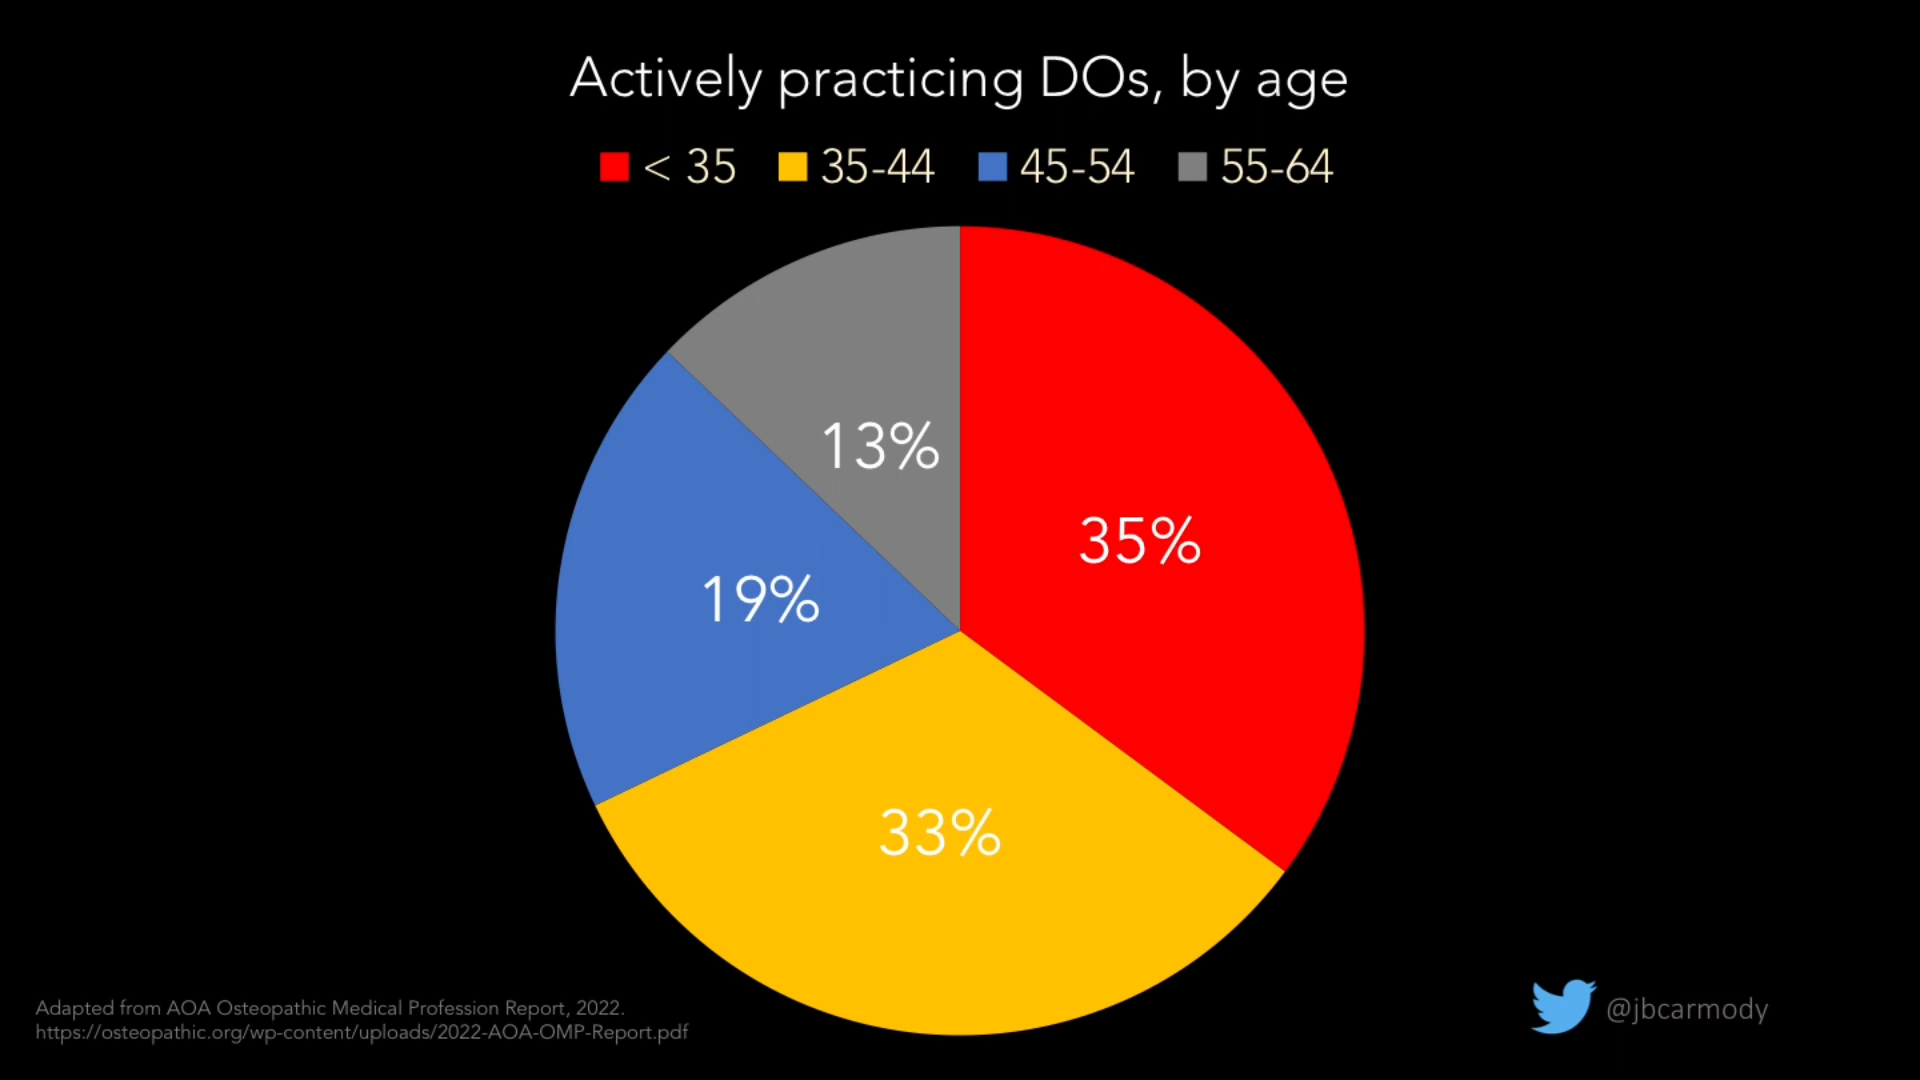 Actively practicing DOs, by age
< 35 35-44 45-54 55-64
13%
35%
19%
33%
Adapted from AOA Osteopathic Medical Profession Report, 2022.
https://osteopathic.org/wp-content/uploads/2022-AOA-OMP-Report.pdf
@jbcarmody